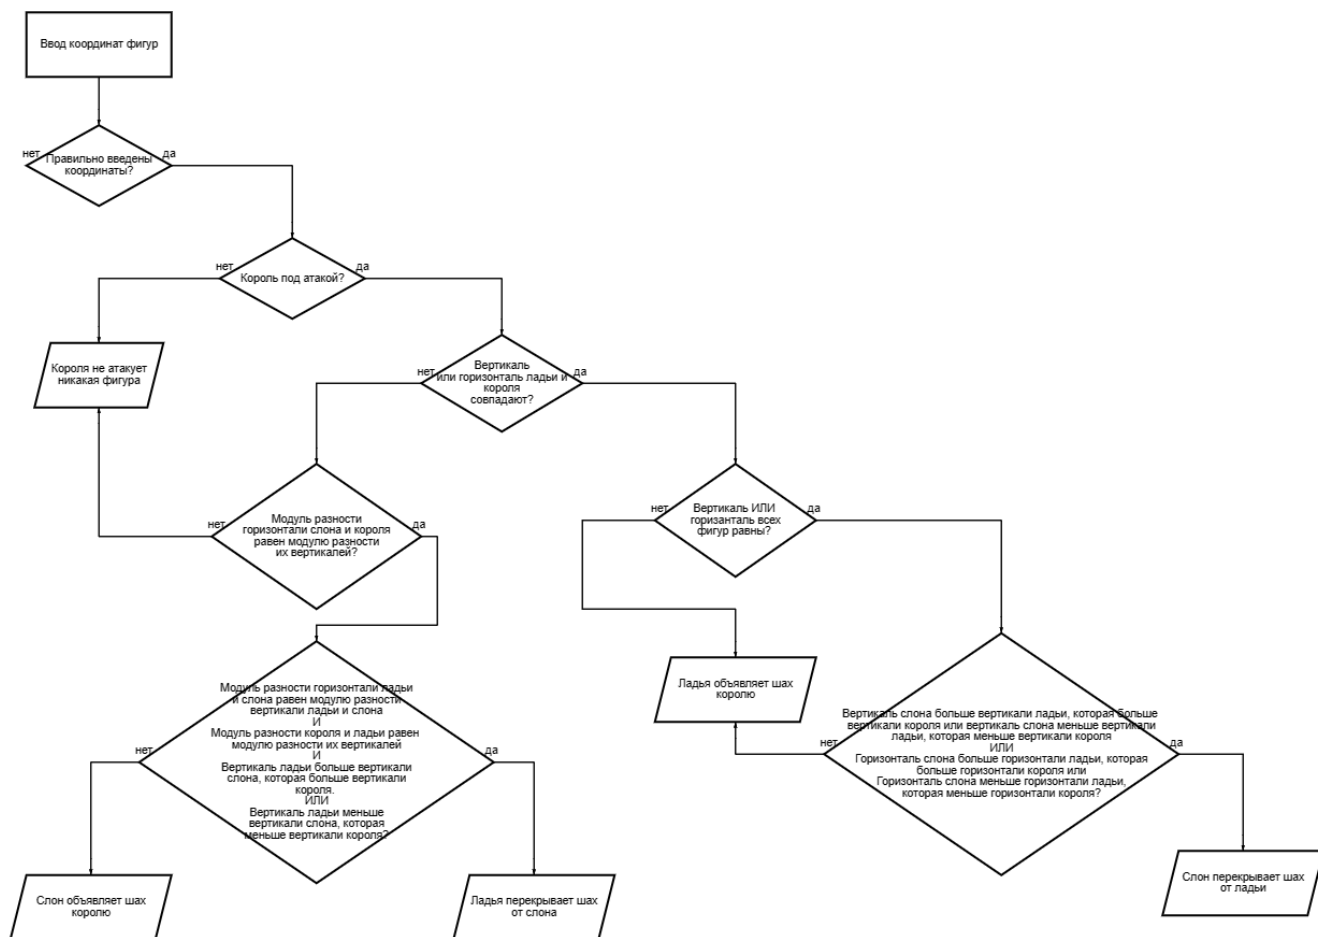 Ввод координат фигур
нет
да
Правильно введены
координаты?
нет
да
Король под атакой?
Короля не атакует
никакая фигура
нет
да
Вертикаль
или горизонталь ладьи и
короля
совпадают?
нет
да
Модуль разности
горизонтали слона и короля
равен модулю разности
их вертикалей?
нет
да
Вертикаль ИЛИ
горизанталь всех
фигур равны?
Ладья объявляет шах
королю
нет
да
Модуль разности горизонтали ладьи
и слона равен модулю разности
вертикали ладьи и слона
И
Модуль разности короля и ладьи равен
модулю разности их вертикалей
И
Вертикаль ладьи больше вертикали
слона, которая больше вертикали
короля.
ИЛИ
Вертикаль ладьи меньше
вертикали слона, которая
меньше вертикали короля?
нет
да
Вертикаль слона больше вертикали ладьи, которая больше
вертикали короля или вертикаль слона меньше вертикали
ладьи, которая меньше вертикали короля
ИЛИ
Горизонталь слона больше горизонтали ладьи, которая
больше горизонтали короля или
Горизонталь слона меньше горизонтали ладьи,
которая меньше горизонтали короля?
Слон объявляет шах
королю
Ладья перекрывает шах
от слона
Слон перекрывает шах
от ладьи